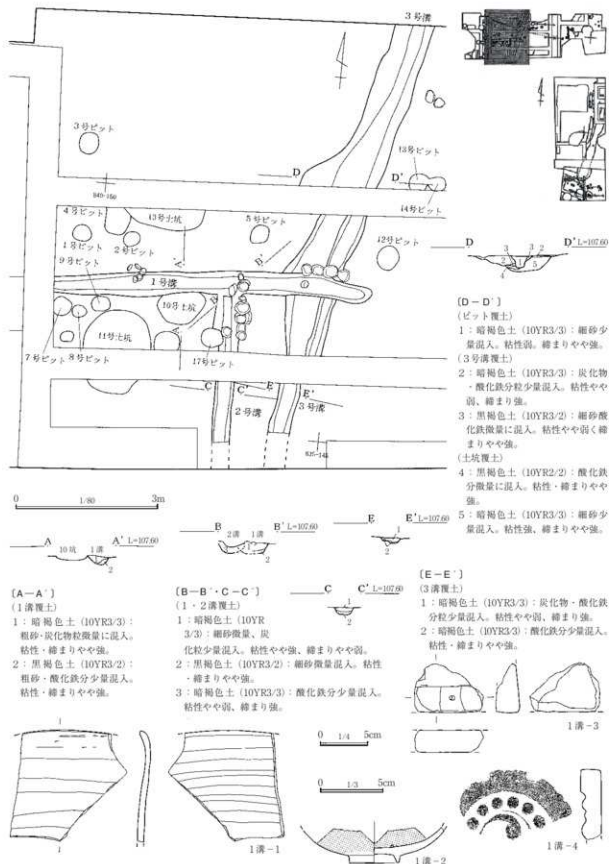 3号溝
3号ピット
D
D'
13号ピット
14号ピット
4号ピット
13号土坑
5号ピット
1号ピット
2号ピット
9号ピット
12号ピット
B'
1号溝
10号土坑
11号土坑
7号ピット
8号ピット
17号ピット
A
C
C'
E
E'
2号溝
3号溝
D
D' L=107.60
3
1
3
2
2
5
4
[D-D']
(ピット覆土)
1:暗褐色土 (10YR3/3):細砂少
量混入。粘性弱。締まりやや強。
(3号溝覆土)
2:暗褐色土 (10YR3/3):炭化物
・酸化鉄分粒少量混入。粘性やや
弱、締まりやや強。
3:黒褐色土 (10YR3/2):細砂酸
化鉄微量に混入。粘性やや弱く締
まりやや強。
(土坑覆土)
4:黒褐色土 (10YR2/2):酸化鉄
分微量に混入。粘性・締まりやや
強。
5:暗褐色土 (10YR3/3):細砂少
量混入。粘性強、締まりやや強。
0 1/80 3m
A
A' L=107.60
10坑
1溝
1
2
B
B' L=107.60
2溝
1溝
2
E
E' L=107.60
1
2
C
C' L=107.60
1
2
[A-A']
(1溝覆土)
1:暗褐色土 (10YR3/3):
粗砂・炭化物粒微量に混入。
粘性・締まりやや強。
2:黒褐色土 (10YR3/2):
粗砂・酸化鉄分少量混入。
粘性・締まりやや強。
[B-B'・C-C']
(1・2溝覆土)
1:暗褐色土 (10YR
3/3):細砂微量、炭
化粒少量混入。粘性やや強、締まりやや弱。
2:黒褐色土 (10YR3/2):細砂微量混入。粘性
・締まりやや強。
3:暗褐色土 (10YR3/3):酸化鉄分少量混入。
粘性やや弱、締まり強。
[E-E']
(3溝覆土)
1:暗褐色土 (10YR3/3):炭化物・酸化鉄
分粒少量混入。粘性やや弱、締まりやや強。
2:暗褐色土 (10YR3/3):酸化鉄分少量混入。
粘性・締まりやや強。
1溝-3
0 1/4 5cm
0 1/3 5cm
1溝-1
1溝-2
1溝-4